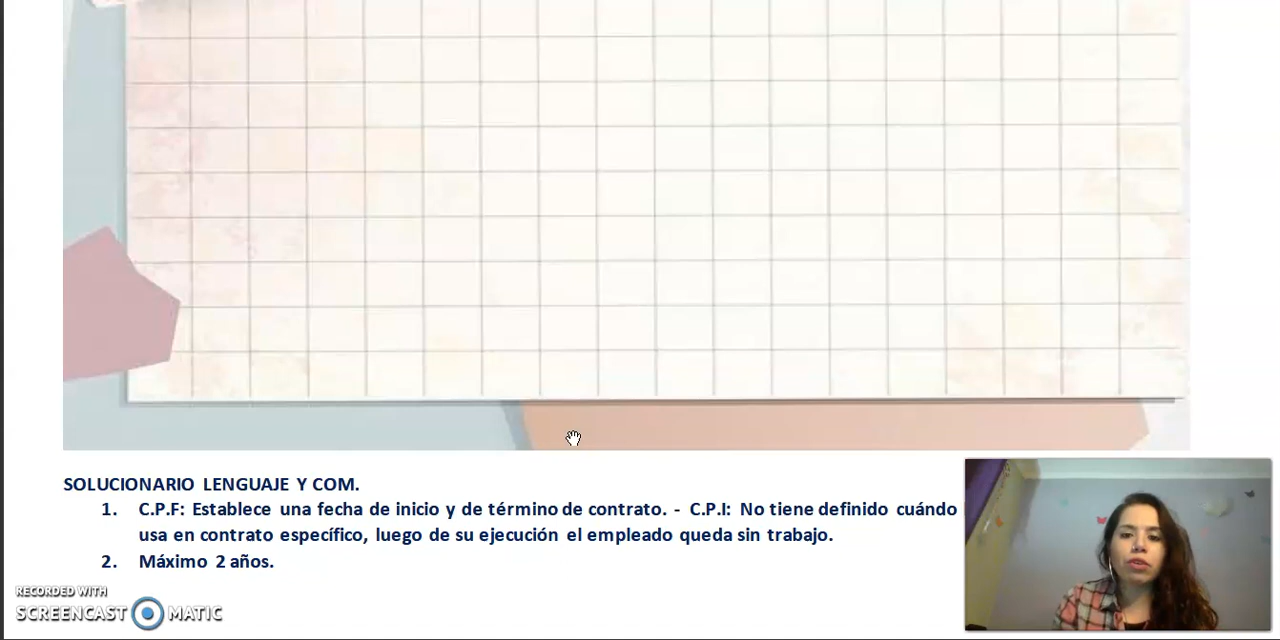 SOLUCIONARIO LENGUAJE Y COM.
1. C.P.F: Establece una fecha de inicio y de término de contrato. - C.P.I: No tiene definido cuándo
usa en contrato específico, luego de su ejecución el empleado queda sin trabajo.
2. Máximo 2 años.
RECORDED WITH
SCREENCAST MATIC